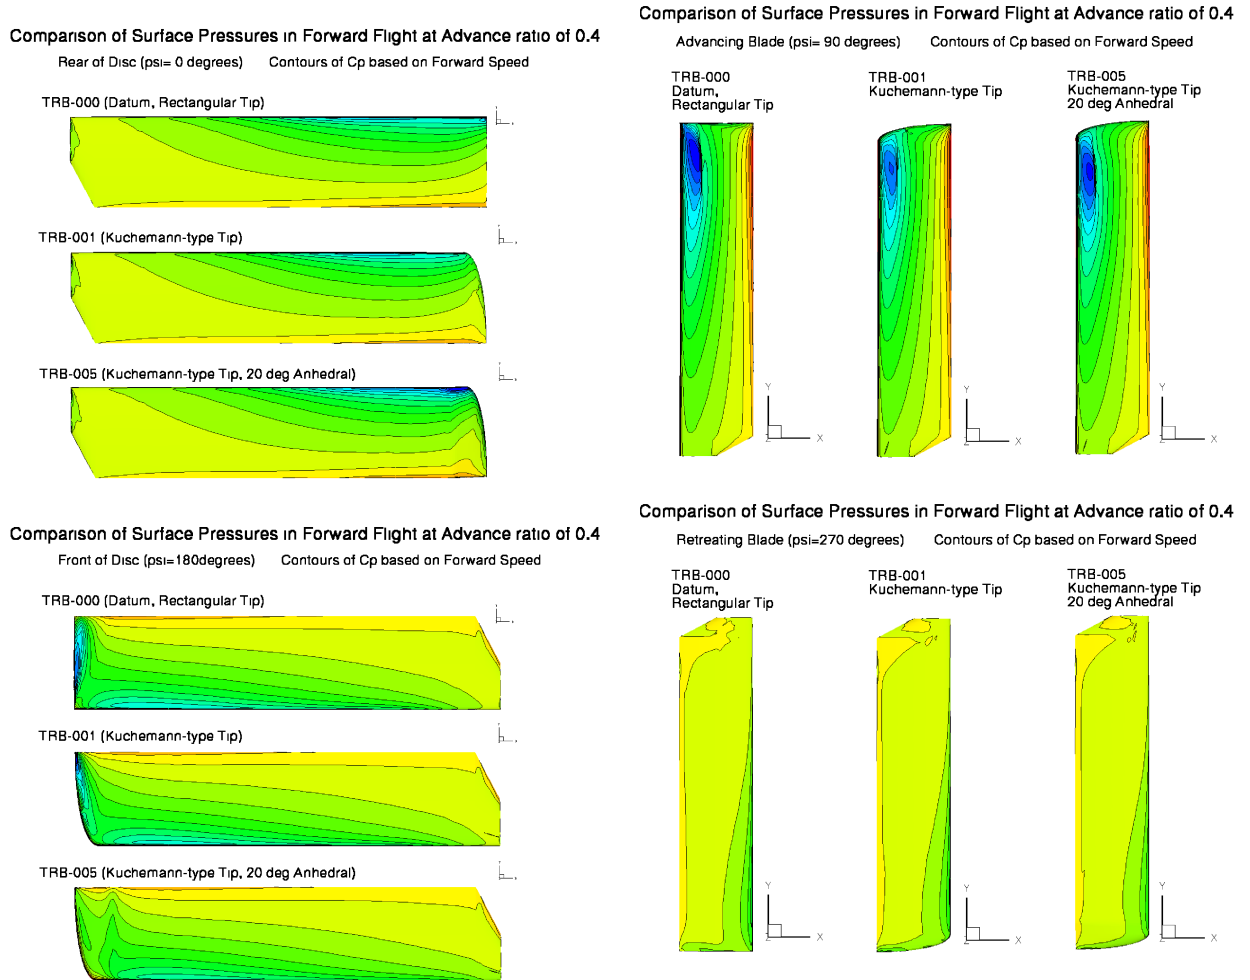 Comparison of Surface Pressures in Forward Flight at Advance ratio of 0.4
Rear of Disc (psi= 0 degrees) Contours of Cp based on Forward Speed
TRB-000 (Datum, Rectangular Tip)
TRB-001 (Kuchemann-type Tip)
TRB-005 (Kuchemann-type Tip, 20 deg Anhedral)
Comparison of Surface Pressures in Forward Flight at Advance ratio of 0.4
Advancing Blade (psi= 90 degrees) Contours of Cp based on Forward Speed
TRB-000
Datum,
Rectangular Tip
TRB-001
Kuchemann-type Tip
TRB-005
Kuchemann-type Tip
20 deg Anhedral
Y
Z
X
Y
Z
X
Y
Z
X
Comparison of Surface Pressures in Forward Flight at Advance ratio of 0.4
Front of Disc (psi=180degrees) Contours of Cp based on Forward Speed
TRB-000 (Datum, Rectangular Tip)
TRB-001 (Kuchemann-type Tip)
TRB-005 (Kuchemann-type Tip, 20 deg Anhedral)
Comparison of Surface Pressures in Forward Flight at Advance ratio of 0.4
Retreating Blade (psi=270 degrees) Contours of Cp based on Forward Speed
TRB-000
Datum,
Rectangular Tip
TRB-001
Kuchemann-type Tip
TRB-005
Kuchemann-type Tip
20 deg Anhedral
Y
Z
X
Y
Z
X
Y
Z
X